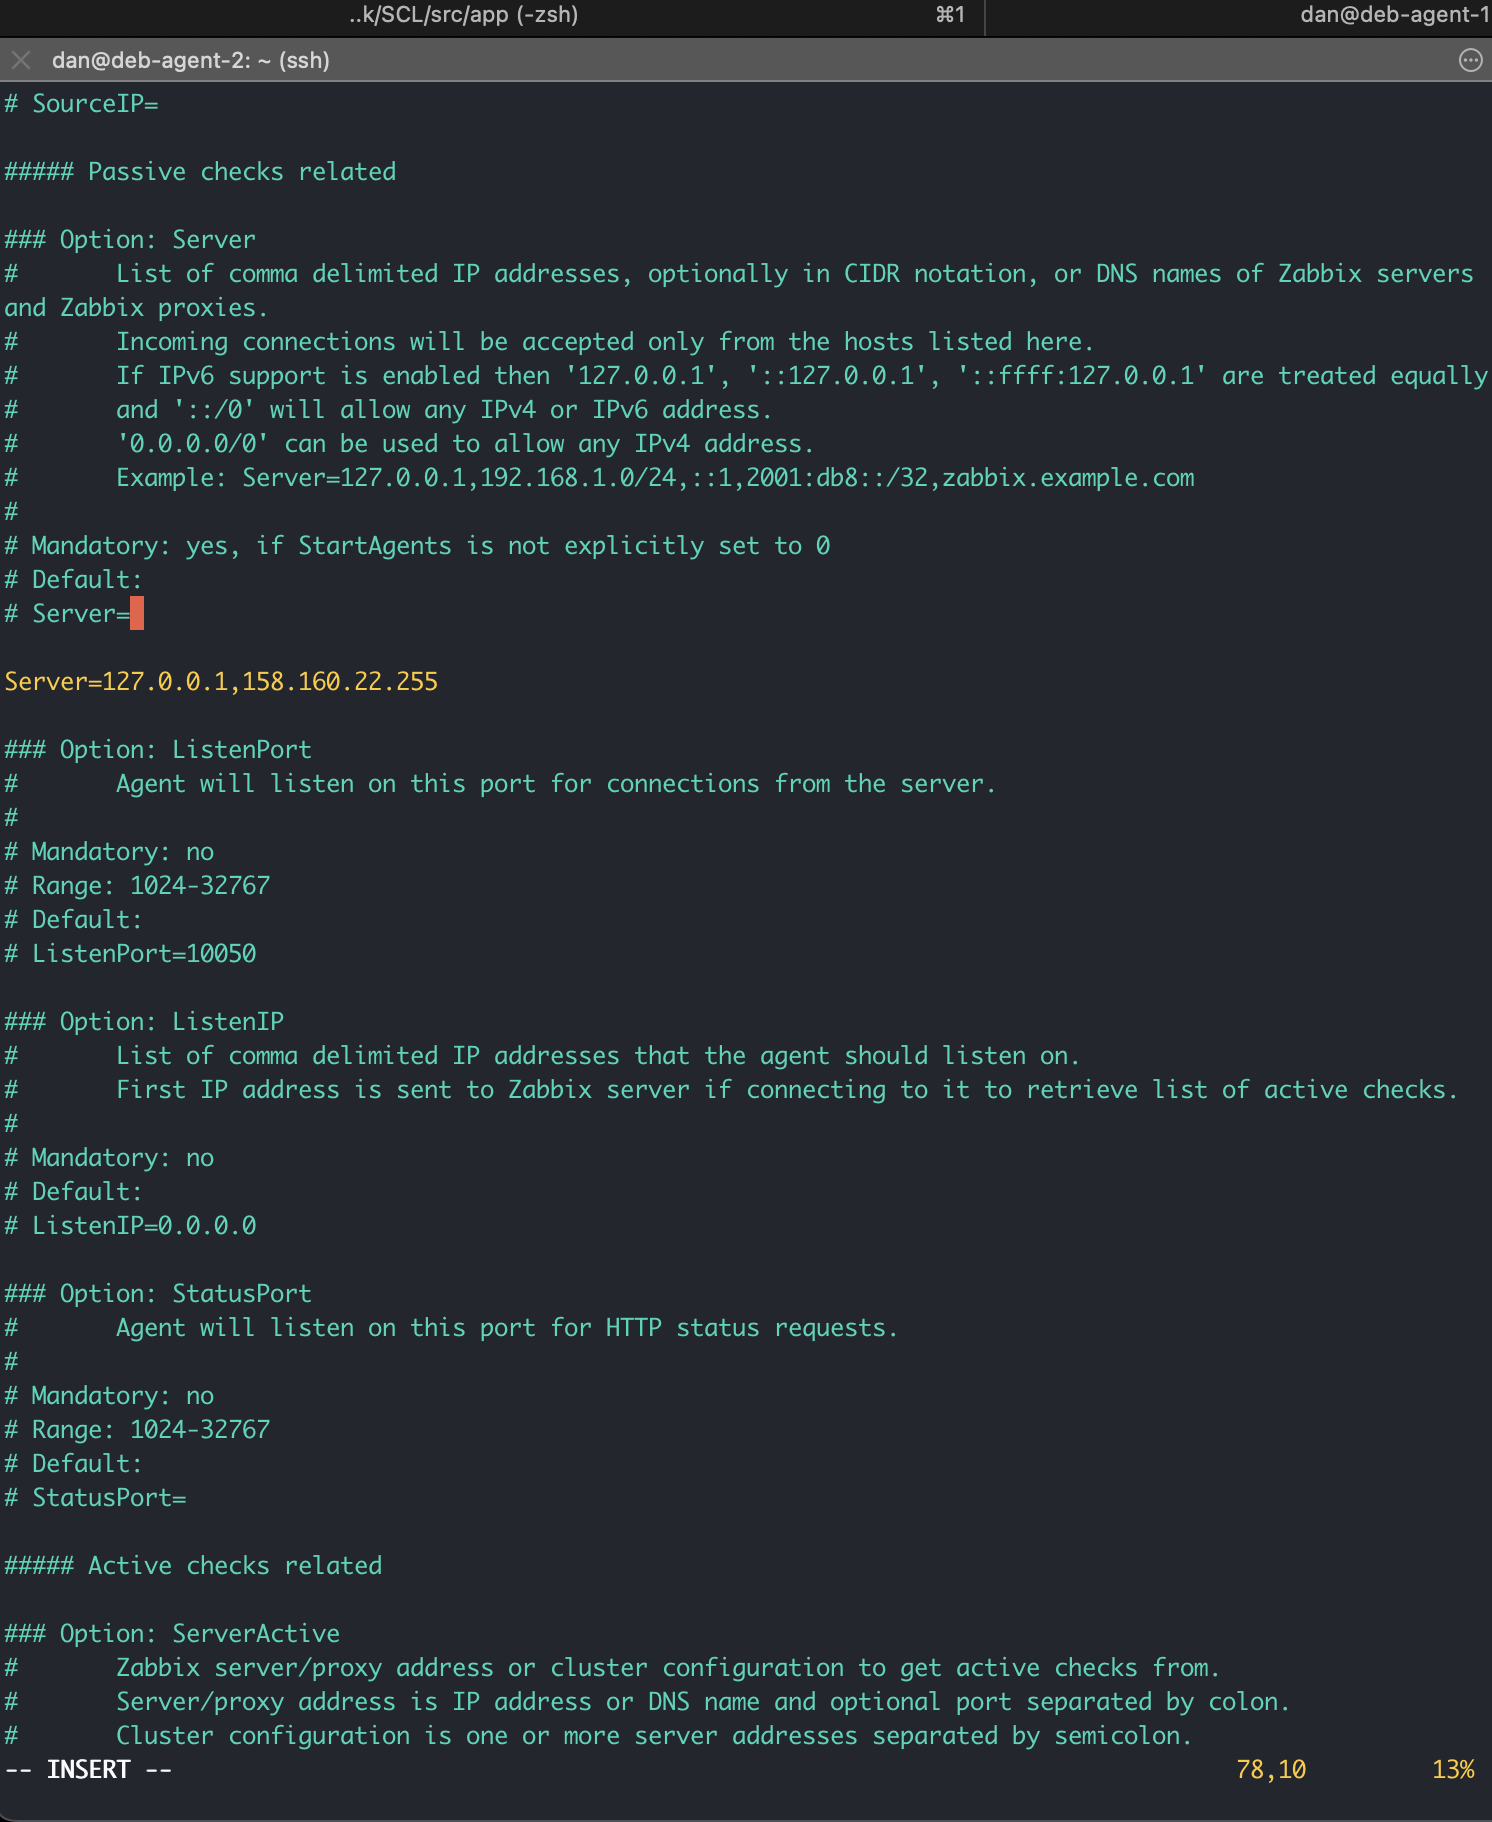 ..k/SCL/src/app (-zsh) ⌘1 dan@deb-agent-1
dan@deb-agent-2: ~ (ssh)
# SourceIP=
##### Passive checks related
### Option: Server
#       List of comma delimited IP addresses, optionally in CIDR notation, or DNS names of Zabbix servers
and Zabbix proxies.
#       Incoming connections will be accepted only from the hosts listed here.
#       If IPv6 support is enabled then '127.0.0.1', '::127.0.0.1', '::ffff:127.0.0.1' are treated equally
#       and '::/0' will allow any IPv4 or IPv6 address.
#       '0.0.0.0/0' can be used to allow any IPv4 address.
#       Example: Server=127.0.0.1,192.168.1.0/24,::1,2001:db8::/32,zabbix.example.com
#
# Mandatory: yes, if StartAgents is not explicitly set to 0
# Default:
# Server=
Server=127.0.0.1,158.160.22.255
### Option: ListenPort
#       Agent will listen on this port for connections from the server.
#
# Mandatory: no
# Range: 1024-32767
# Default:
# ListenPort=10050
### Option: ListenIP
#       List of comma delimited IP addresses that the agent should listen on.
#       First IP address is sent to Zabbix server if connecting to it to retrieve list of active checks.
#
# Mandatory: no
# Default:
# ListenIP=0.0.0.0
### Option: StatusPort
#       Agent will listen on this port for HTTP status requests.
#
# Mandatory: no
# Range: 1024-32767
# Default:
# StatusPort=
##### Active checks related
### Option: ServerActive
#       Zabbix server/proxy address or cluster configuration to get active checks from.
#       Server/proxy address is IP address or DNS name and optional port separated by colon.
#       Cluster configuration is one or more server addresses separated by semicolon.
-- INSERT -- 78,10 13%